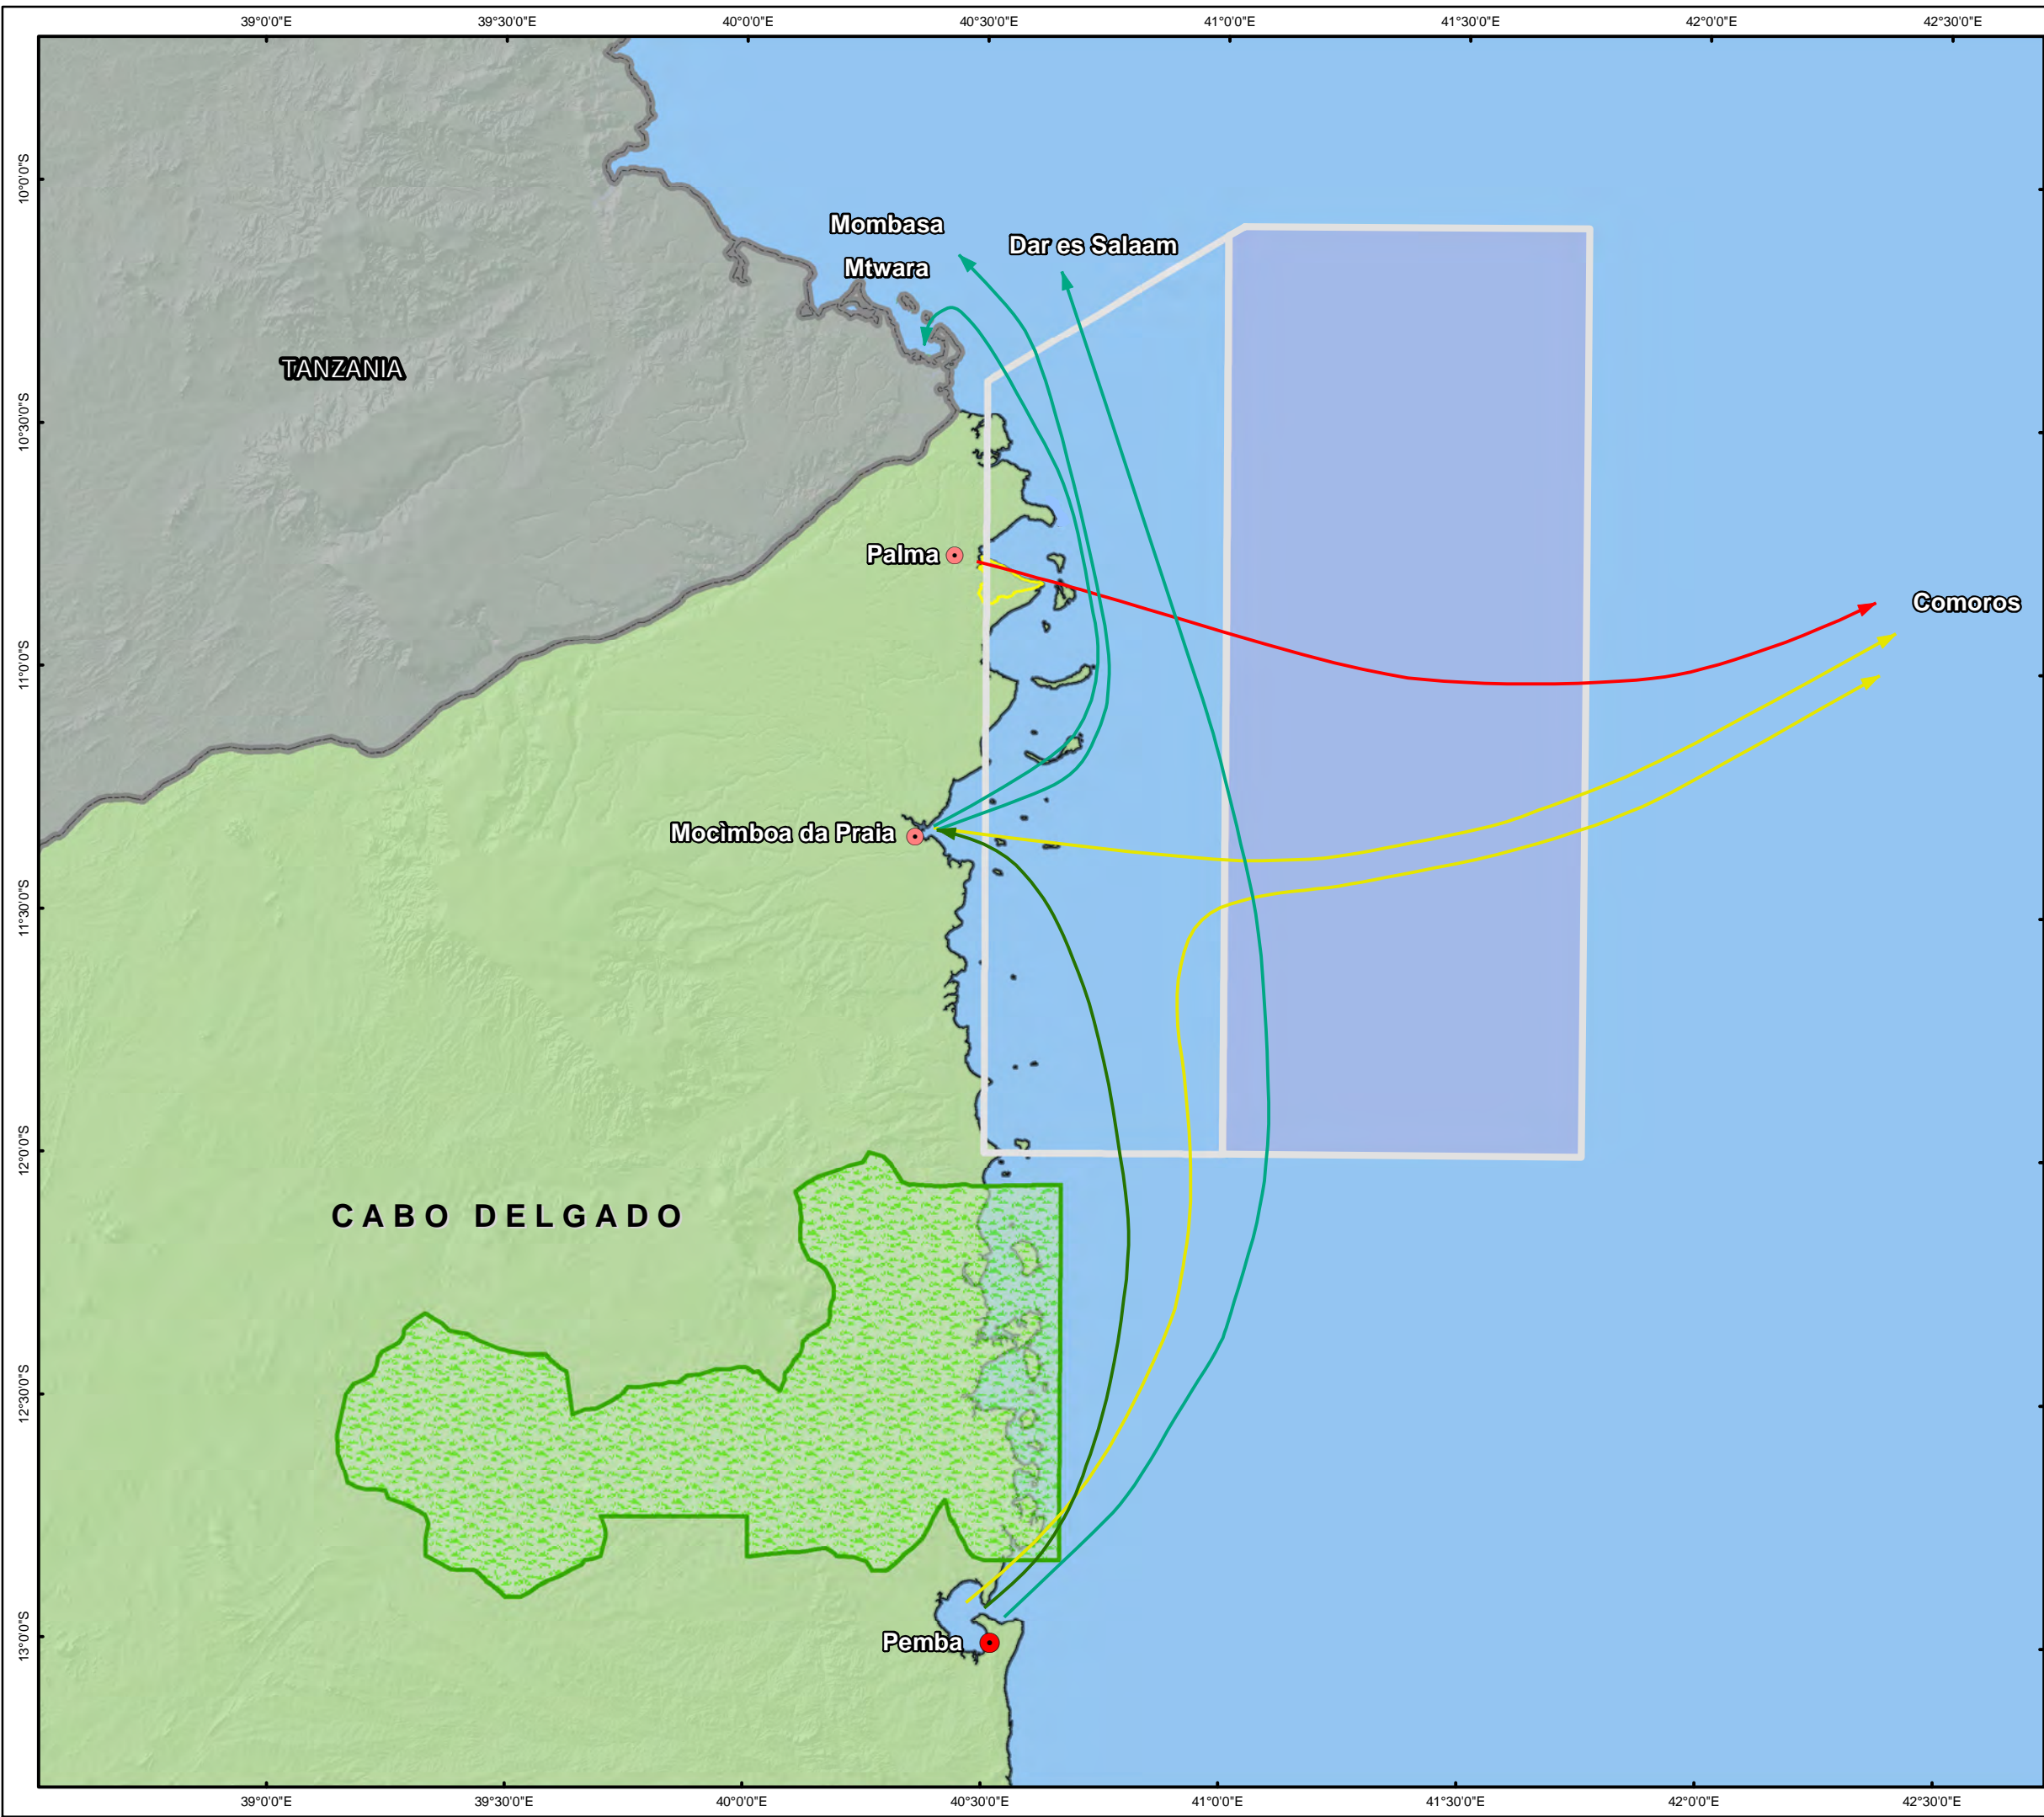 39°0'0"E
39°30'0"E
40°0'0"E
40°30'0"E
41°0'0"E
41°30'0"E
42°0'0"E
42°30'0"E
10°0'0"S
10°30'0"S
11°0'0"S
11°30'0"S
12°0'0"S
12°30'0"S
13°0'0"S
Mombasa
Dar es Salaam
Mtwara
TANZANIA
Palma
Comoros
Mocìmboa da Praia
CABO DELGADO
Pemba
39°0'0"E
39°30'0"E
40°0'0"E
40°30'0"E
41°0'0"E
41°30'0"E
42°0'0"E
42°30'0"E